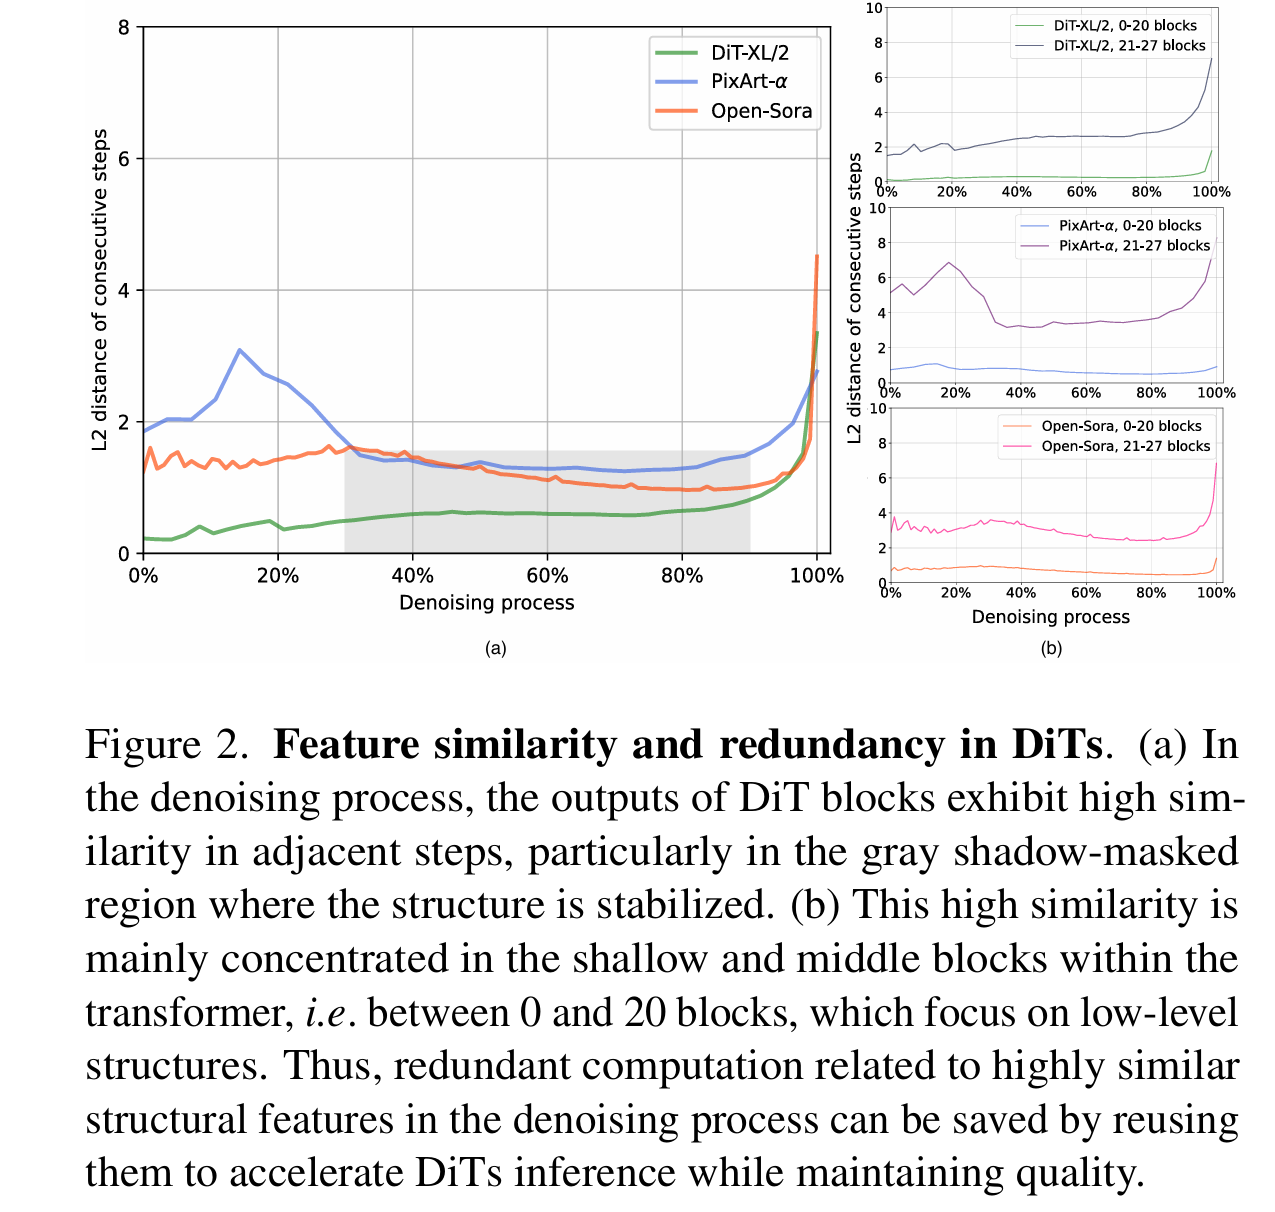 8
6
4
2
0
L2 distance of consecutive steps
DiT-XL/2
PixArt-α
Open-Sora
0% 20% 40% 60% 80% 100%
Denoising process
(a)
10
8
6
4
2
0
DiT-XL/2, 0-20 blocks
DiT-XL/2, 21-27 blocks
0% 20% 40% 60% 80% 100%
L2 distance of consecutive steps
10
8
6
4
2
0
PixArt-α, 0-20 blocks
PixArt-α, 21-27 blocks
0% 20% 40% 60% 80% 100%
10
8
6
4
2
0
Open-Sora, 0-20 blocks
Open-Sora, 21-27 blocks
0% 20% 40% 60% 80% 100%
Denoising process
(b)
Figure 2. Feature similarity and redundancy in DiTs. (a) In
the denoising process, the outputs of DiT blocks exhibit high sim-
ilarity in adjacent steps, particularly in the gray shadow-masked
region where the structure is stabilized. (b) This high similarity is
mainly concentrated in the shallow and middle blocks within the
transformer, i.e. between 0 and 20 blocks, which focus on low-level
structures. Thus, redundant computation related to highly similar
structural features in the denoising process can be saved by reusing
them to accelerate DiTs inference while maintaining quality.